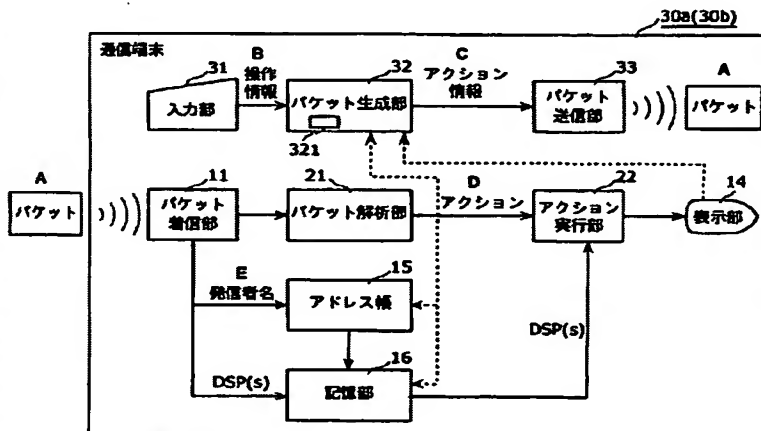 30a(30b)
通信端末
31
B
操作
情報
32
C
アクション
情報
33
A
入力部
パケット生成部
321
パケット
送信部
パケット
A
パケット
11
パケット
着信部
21
パケット解析部
D
アクション
22
アクション
実行部
14
表示部
E
発信者名
15
アドレス帳
DSP(s)
16
記憶部
DSP(s)